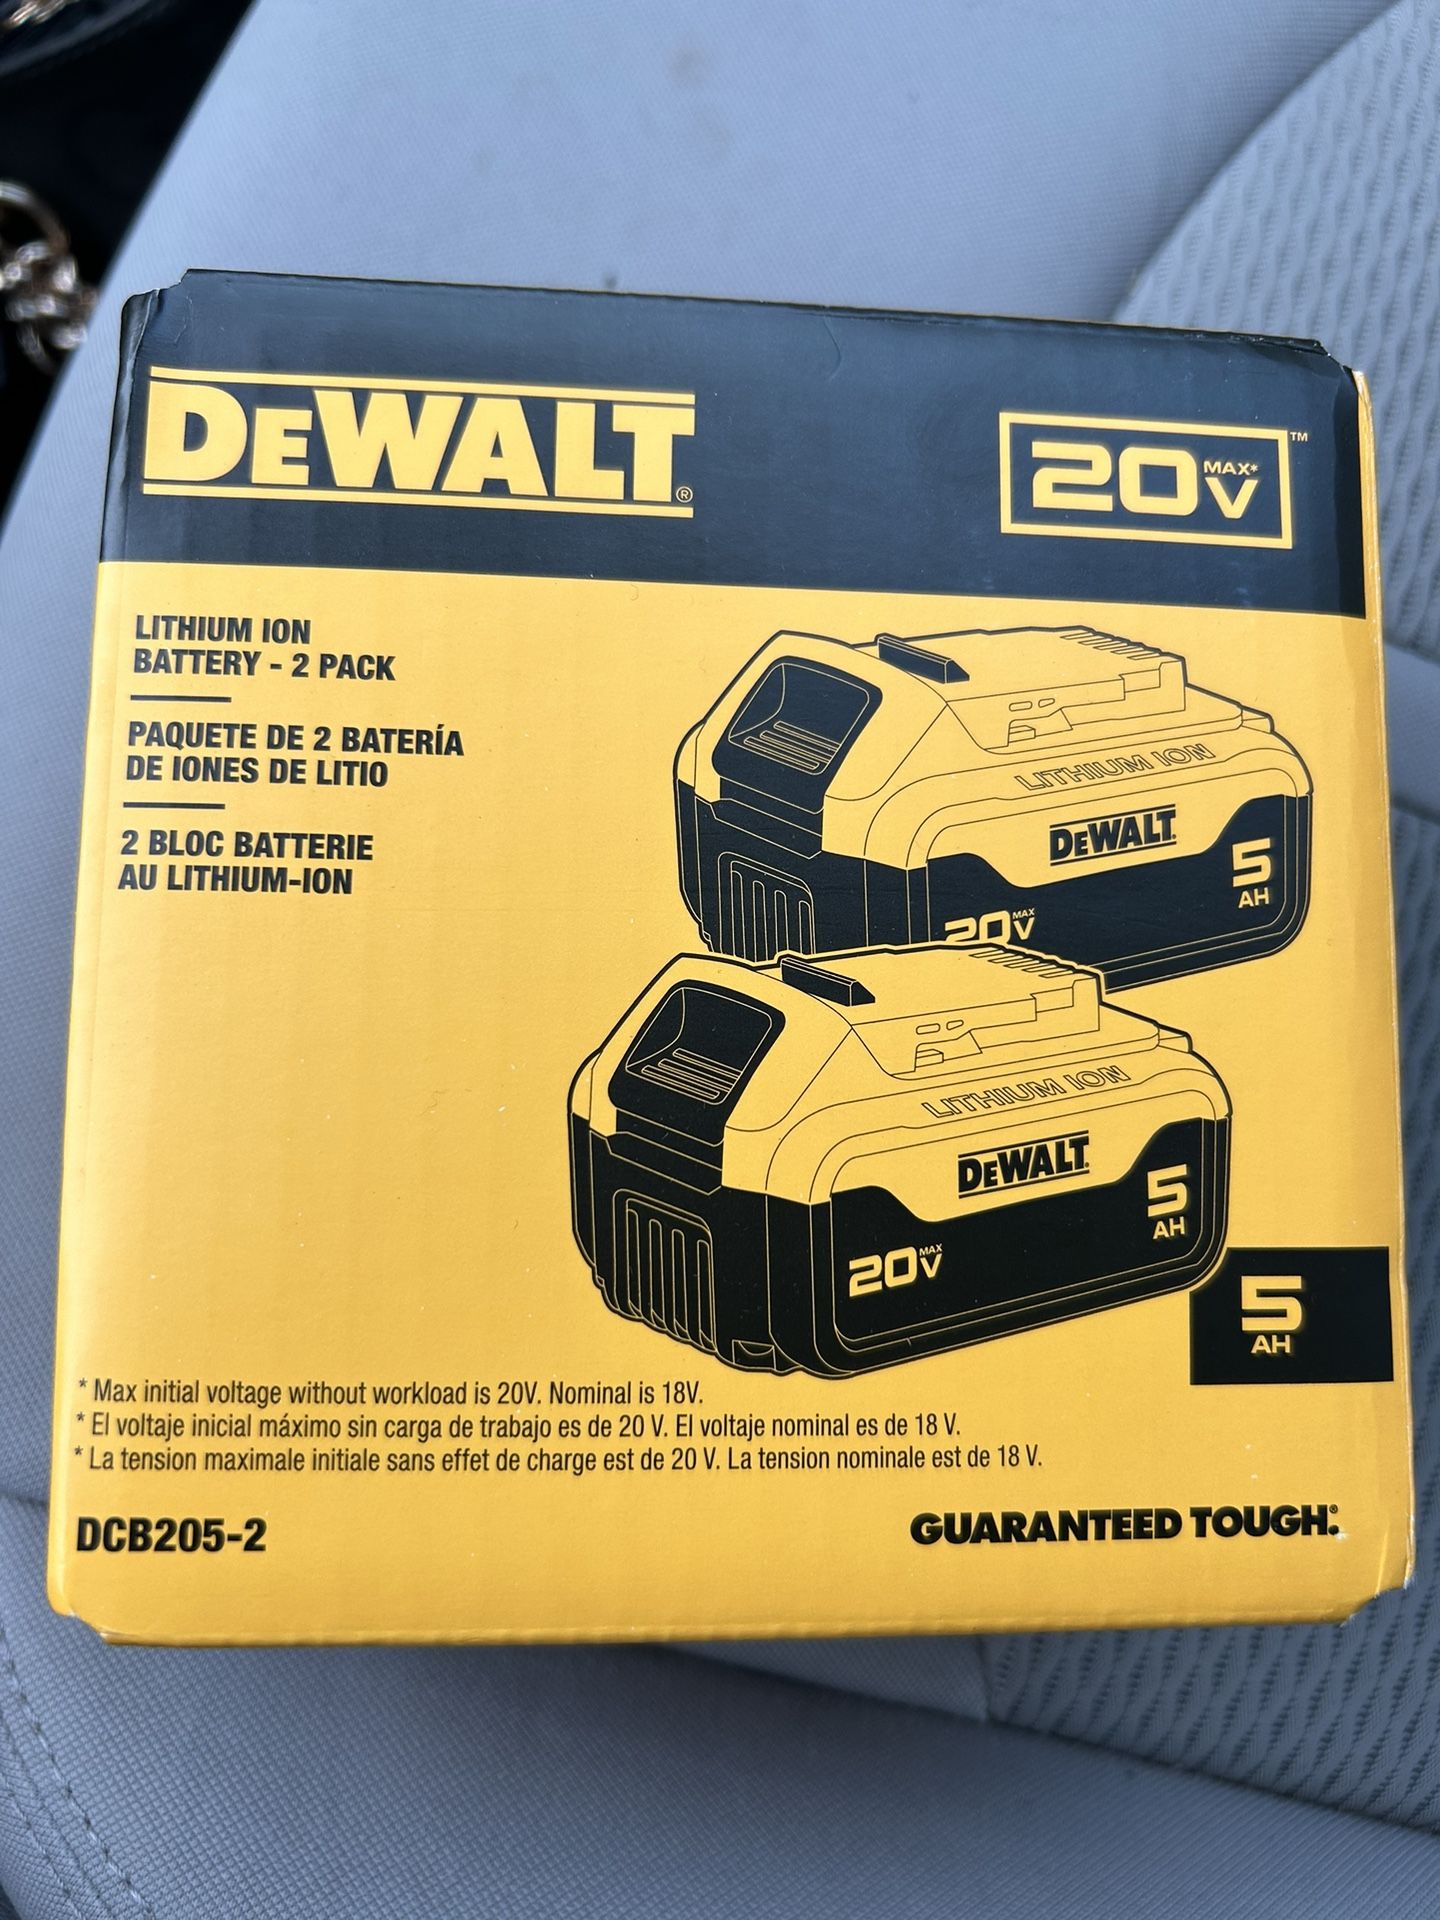 DEWALT®
20V MAX*™
LITHIUM ION
BATTERY - 2 PACK
PAQUETE DE 2 BATERÍA
DE IONES DE LITIO
2 BLOC BATTERIE
AU LITHIUM-ION
LITHIUM ION
DEWALT
5
AH
20V MAX
LITHIUM ION
DEWALT
5
AH
20V MAX
5
AH
* Max initial voltage without workload is 20V. Nominal is 18V.
* El voltaje inicial máximo sin carga de trabajo es de 20 V. El voltaje nominal es de 18 V.
* La tension maximale initiale sans effet de charge est de 20 V. La tension nominale est de 18 V.
DCB205-2
GUARANTEED TOUGH.®